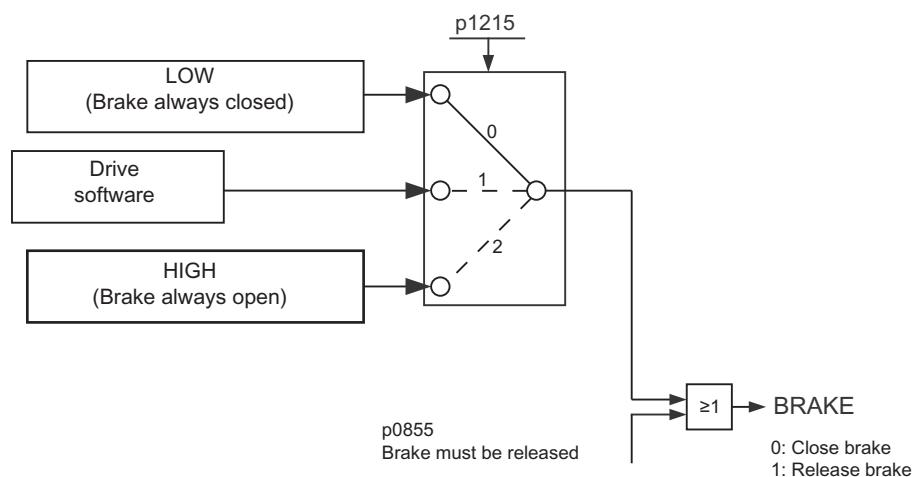 p1215
LOW
(Brake always closed)
0
Drive
software
1
2
HIGH
(Brake always open)
≥1
BRAKE
p0855
Brake must be released
0: Close brake
1: Release brake